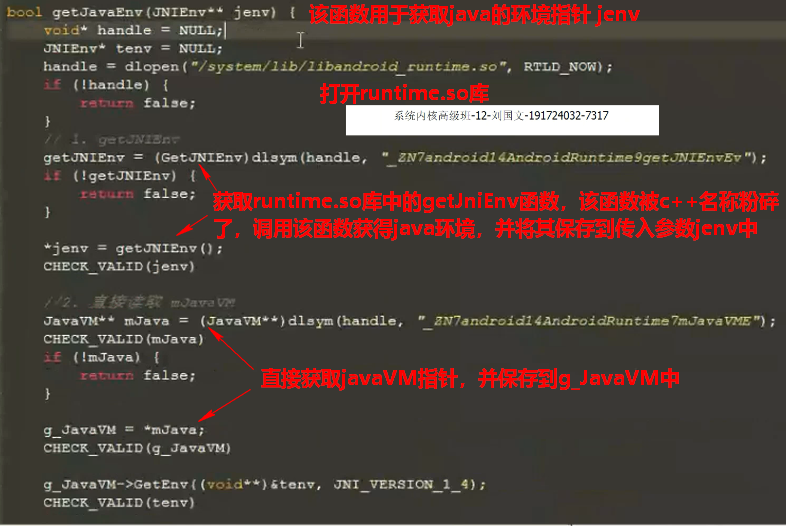 bool getJavaEnv(JNIEnv** jenv) { 该函数用于获取java的环境指针 jenv
void* handle = NULL;
JNIEnv* tenv = NULL;
handle = dlopen("/system/lib/libandroid_runtime.so", RTLD_NOW);
if (!handle) { 打开runtime.so库
return false;
}
系统内核高级班-12-刘国文-191724032-7317
// 1. getJNIEnv
getJNIEnv = (GetJNIEnv)dlsym(handle, "_ZN7android14AndroidRuntime9getJNIEnvEv");
if (!getJNIEnv) {
return false;
}
获取runtime.so库中的getJniEnv函数，该函数被c++名称粉碎
了，调用该函数获得java环境，并将其保存到传入参数jenv中
*jenv = getJNIEnv();
CHECK_VALID(jenv)
//2. 直接读取 mJavaVM
JavaVM** mJava = (JavaVM**)dlsym(handle, "_ZN7android14AndroidRuntime7mJavaVME");
CHECK_VALID(mJava)
if (!mJava) {
return false;
}
直接获取javaVM指针，并保存到g_JavaVM中
g_JavaVM = *mJava;
CHECK_VALID(g_JavaVM)
g_JavaVM->GetEnv((void**)&tenv, JNI_VERSION_1_4);
CHECK_VALID(tenv)